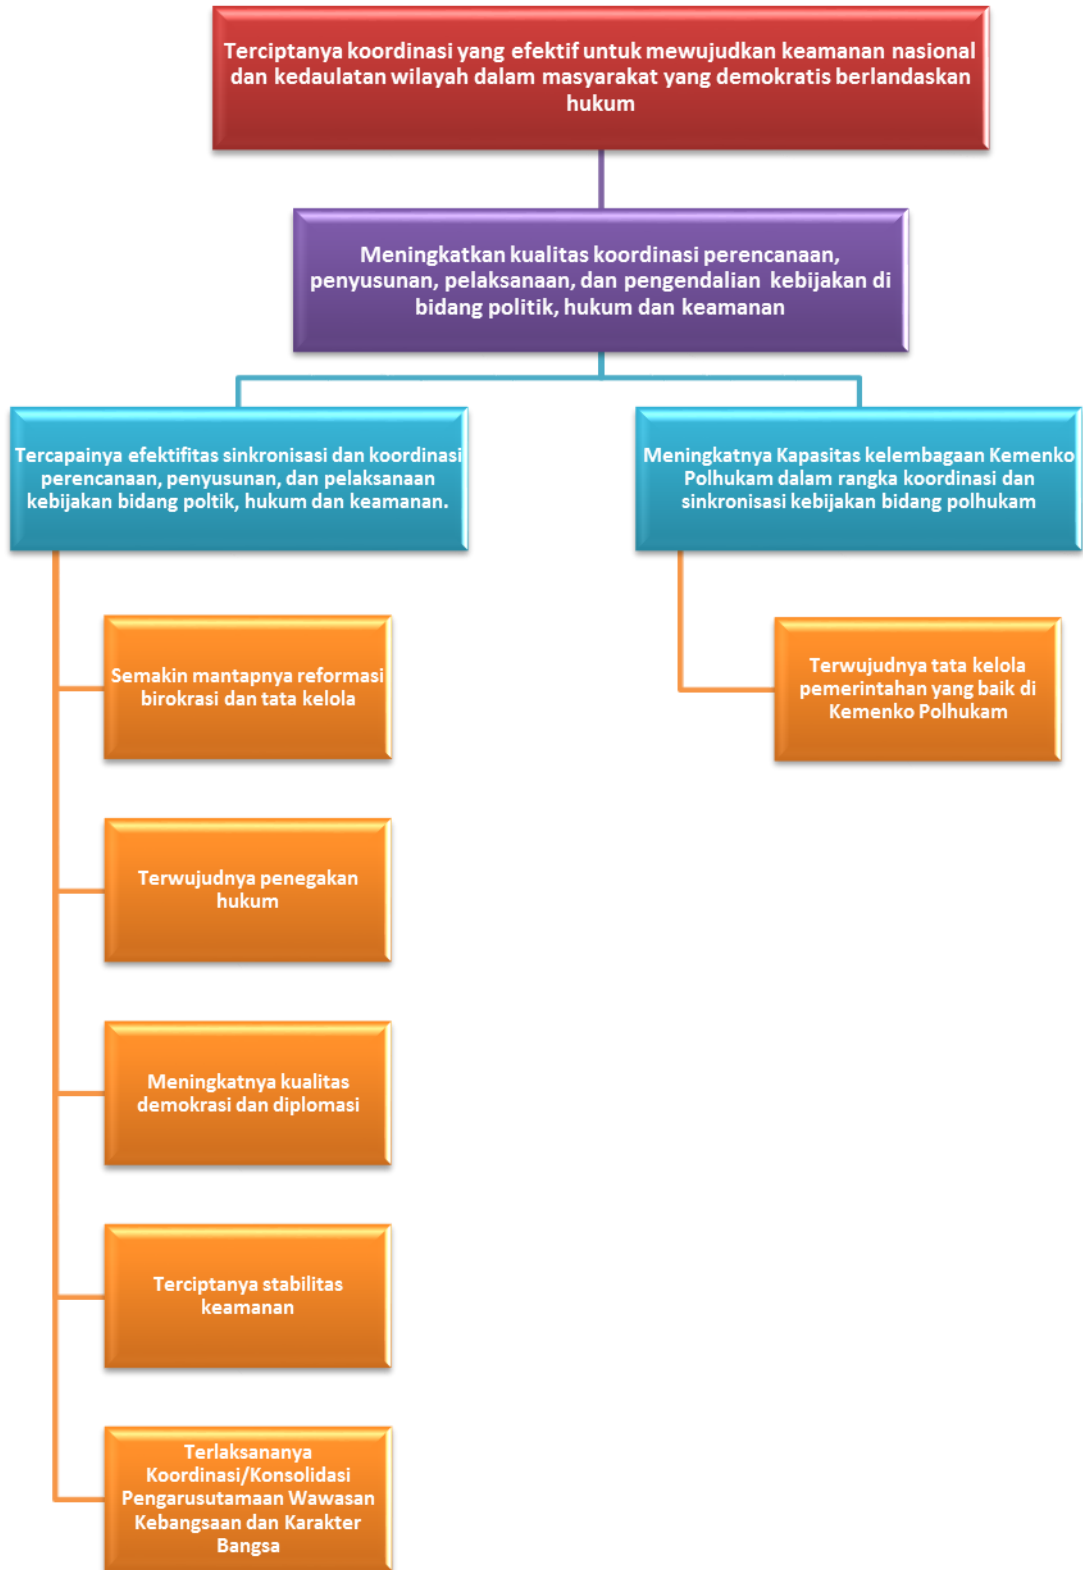 Terciptanya koordinasi yang efektif untuk mewujudkan keamanan nasional
dan kedaulatan wilayah dalam masyarakat yang demokratis berlandaskan
hukum
Meningkatkan kualitas koordinasi perencanaan,
penyusunan, pelaksanaan, dan pengendalian kebijakan di
bidang politik, hukum dan keamanan
Tercapainya efektifitas sinkronisasi dan koordinasi
perencanaan, penyusunan, dan pelaksanaan
kebijakan bidang poltik, hukum dan keamanan.
Meningkatnya Kapasitas kelembagaan Kemenko
Polhukam dalam rangka koordinasi dan
sinkronisasi kebijakan bidang polhukam
Semakin mantapnya reformasi
birokrasi dan tata kelola
Terwujudnya tata kelola
pemerintahan yang baik di
Kemenko Polhukam
Terwujudnya penegakan
hukum
Meningkatnya kualitas
demokrasi dan diplomasi
Terciptanya stabilitas
keamanan
Terlaksananya
Koordinasi/Konsolidasi
Pengarusutamaan Wawasan
Kebangsaan dan Karakter
Bangsa